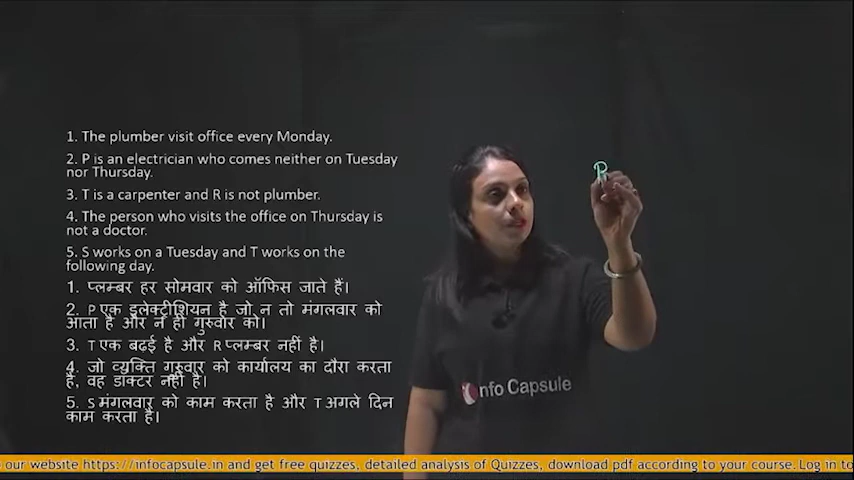 1. The plumber visit office every Monday.
2. P is an electrician who comes neither on Tuesday
nor Thursday.
3. T is a carpenter and R is not plumber.
4. The person who visits the office on Thursday is
not a doctor.
5. S works on a Tuesday and T works on the
following day.
1. प्लम्बर हर सोमवार को ऑफिस जाते हैं।
2. P एक इलेक्ट्रीशियन है जो न तो मंगलवार को
आता है और न ही गुरुवार को।
3. T एक बढ़ई है और R प्लम्बर नहीं है।
4. जो व्यक्ति गुरुवार को कार्यालय का दौरा करता
है, वह डॉक्टर नहीं है।
5. S मंगलवार को काम करता है और T अगले दिन
काम करता है।
R
info Capsule
our website https://infocapsule.in and get free quizzes, detailed analysis of Quizzes, download pdf according to your course. Log in to